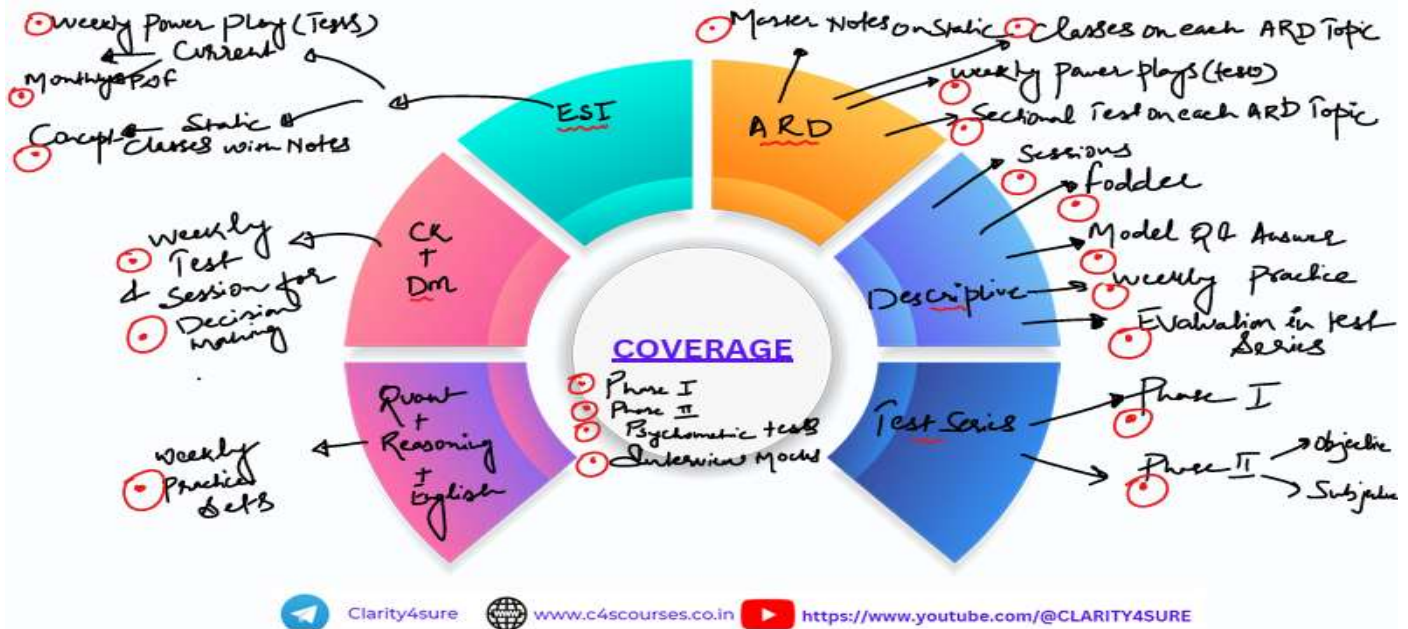 Weekly Power Play (Tests)
Current
Monthly PDF
Static
Concept Classes with Notes
ESI
Master Notes on Static
Classes on each ARD Topic
Weekly Power plays (tests)
Sectional Test on each ARD Topic
ARD
Sessions
Fodder
Model Q & Answer
Weekly Practice
Evaluation in test
Series
Descriptive
Weekly
Test
&
Session for
Decision
Making
CK
+
DM
COVERAGE
Phase I
Phase II
Psychometric tests
Interview Mocks
Quant
+
Reasoning
+
English
Weekly
Practice
Sets
Test Series
Phase I
Phase II
Objective
Subjective
Clarity4sure
www.c4scourses.co.in
https://www.youtube.com/@CLARITY4SURE